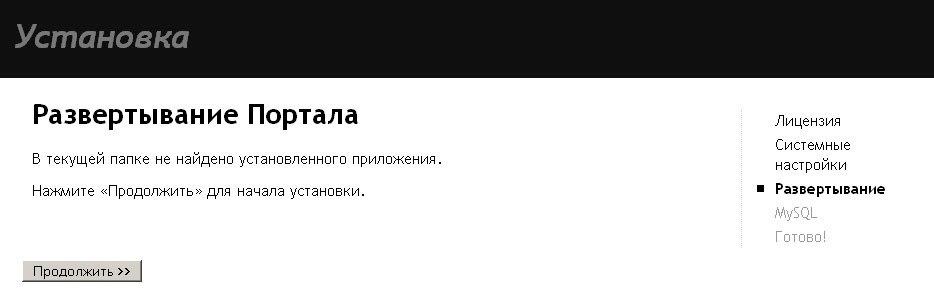 Установка
Развертывание Портала
В текущей папке не найдено установленного приложения.
Нажмите «Продолжить» для начала установки.
Лицензия
Системные
настройки
Развертывание
MySQL
Готово!
Продолжить >>